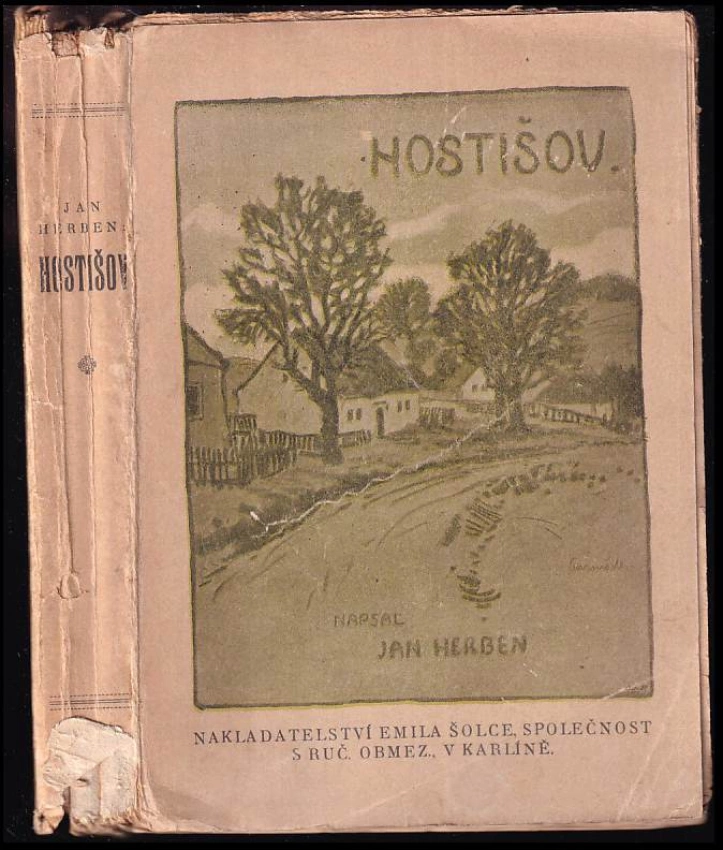 JAN
HERBEN:
HOSTIŠOV
HOSTIŠOV.
NAPSAL
JAN HERBEN
NAKLADATELSTVÍ EMILA ŠOLCE, SPOLEČNOST
S RUČ. OBMEZ., V KARLÍNĚ.